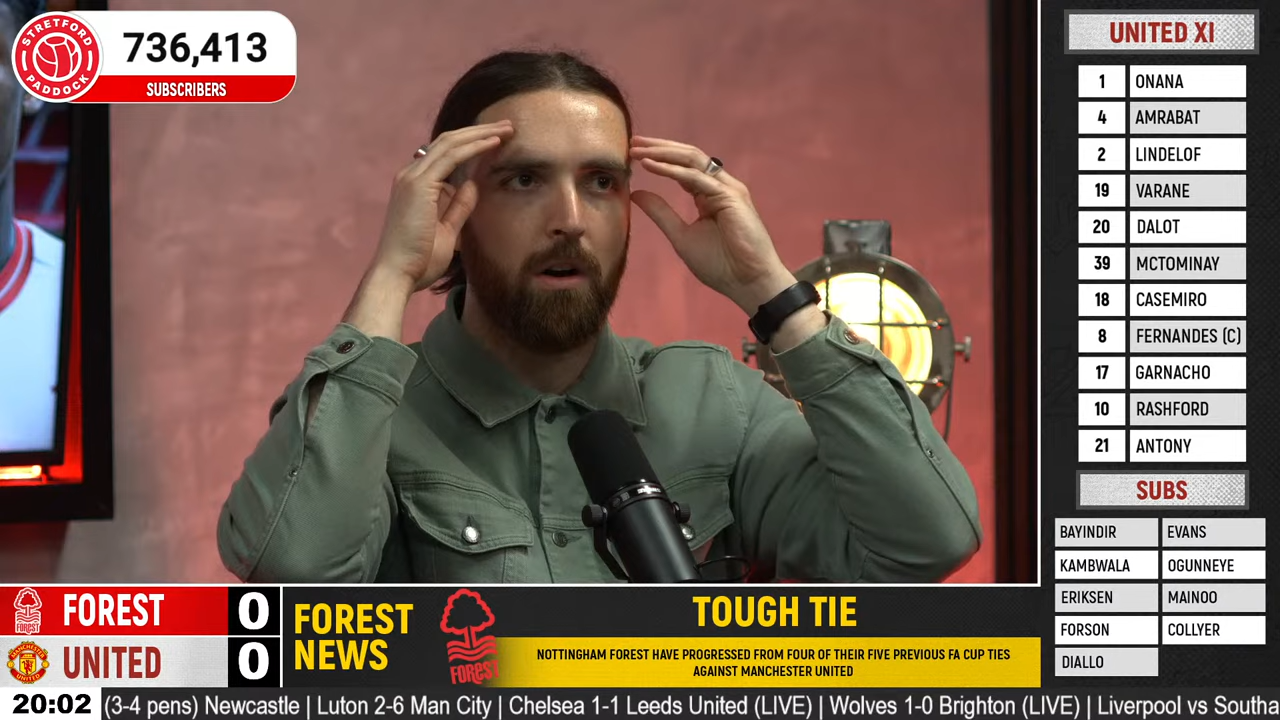 STRETFORD
PADDOCK
736,413
SUBSCRIBERS
UNITED XI
1 ONANA
4 AMRABAT
2 LINDELOF
19 VARANE
20 DALOT
39 MCTOMINAY
18 CASEMIRO
8 FERNANDES (C)
17 GARNACHO
10 RASHFORD
21 ANTONY
SUBS
BAYINDIR EVANS
KAMBWALA OGUNNEYE
ERIKSEN MAINOO
FORSON COLLYER
DIALLO
FOREST 0
UNITED 0
FOREST
NEWS
FOREST
TOUGH TIE
NOTTINGHAM FOREST HAVE PROGRESSED FROM FOUR OF THEIR FIVE PREVIOUS FA CUP TIES
AGAINST MANCHESTER UNITED
20:02 (3-4 pens) Newcastle | Luton 2-6 Man City | Chelsea 1-1 Leeds United (LIVE) | Wolves 1-0 Brighton (LIVE) | Liverpool vs Southa